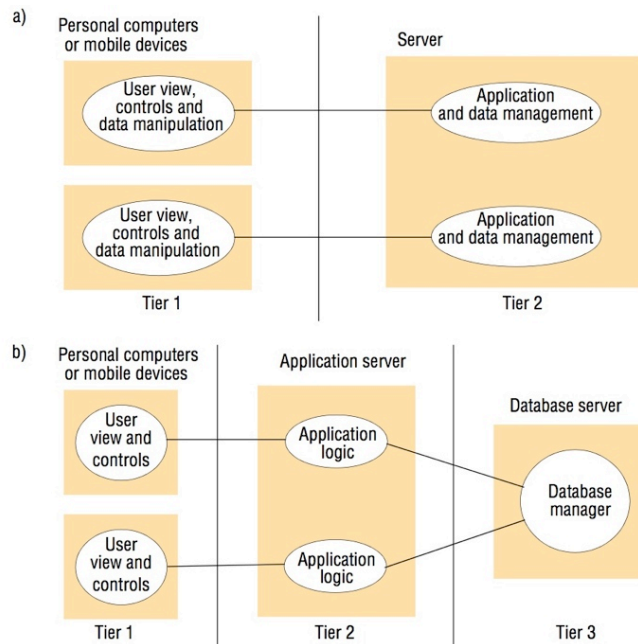 a)
Personal computers
or mobile devices
Server
User view,
controls and
data manipulation
Application
and data management
User view,
controls and
data manipulation
Application
and data management
Tier 1
Tier 2
b)
Personal computers
or mobile devices
Application server
Database server
User
view and
controls
Application
logic
Database
manager
User
view and
controls
Application
logic
Tier 1
Tier 2
Tier 3